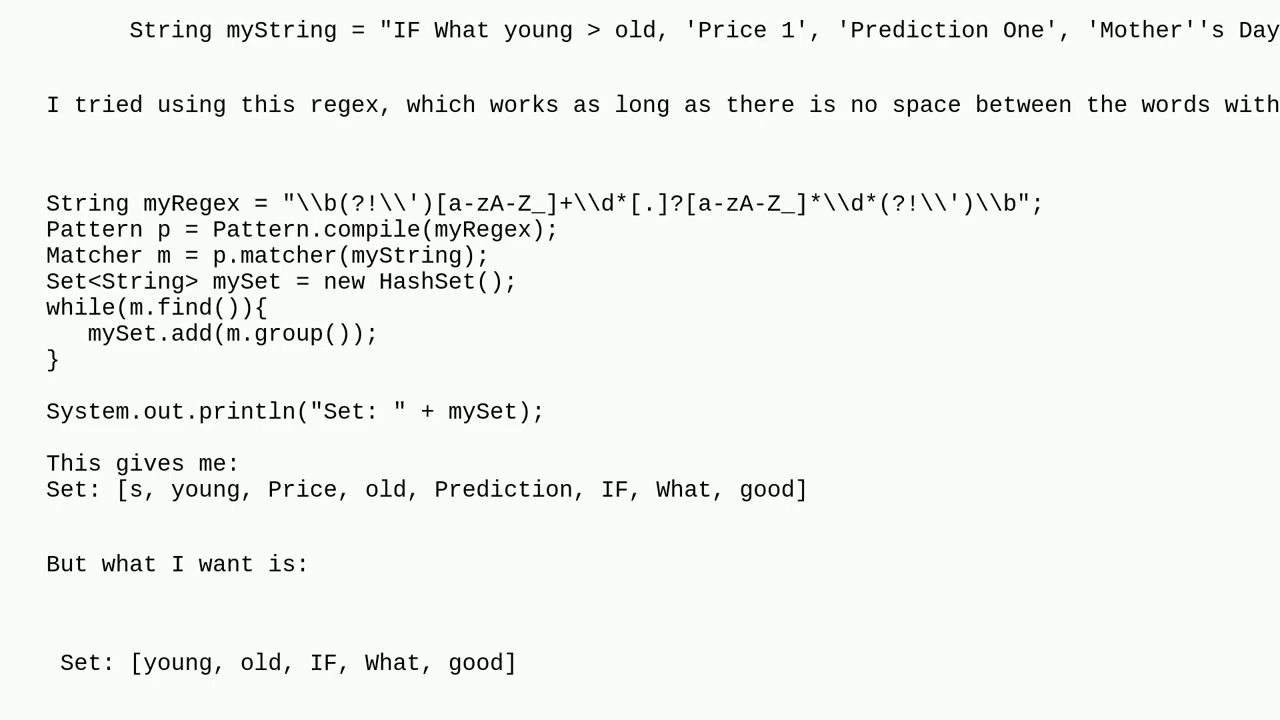 String myString = "IF What young > old, 'Price 1', 'Prediction One', 'Mother''s Day
I tried using this regex, which works as long as there is no space between the words with
String myRegex = "\\b(?!\\')[a-zA-Z_]+\\d*[.]?[a-zA-Z_]*\\d*(?!\\')\\b";
Pattern p = Pattern.compile(myRegex);
Matcher m = p.matcher(myString);
Set<String> mySet = new HashSet();
while(m.find()){
   mySet.add(m.group());
}
System.out.println("Set: " + mySet);
This gives me:
Set: [s, young, Price, old, Prediction, IF, What, good]
But what I want is:
Set: [young, old, IF, What, good]